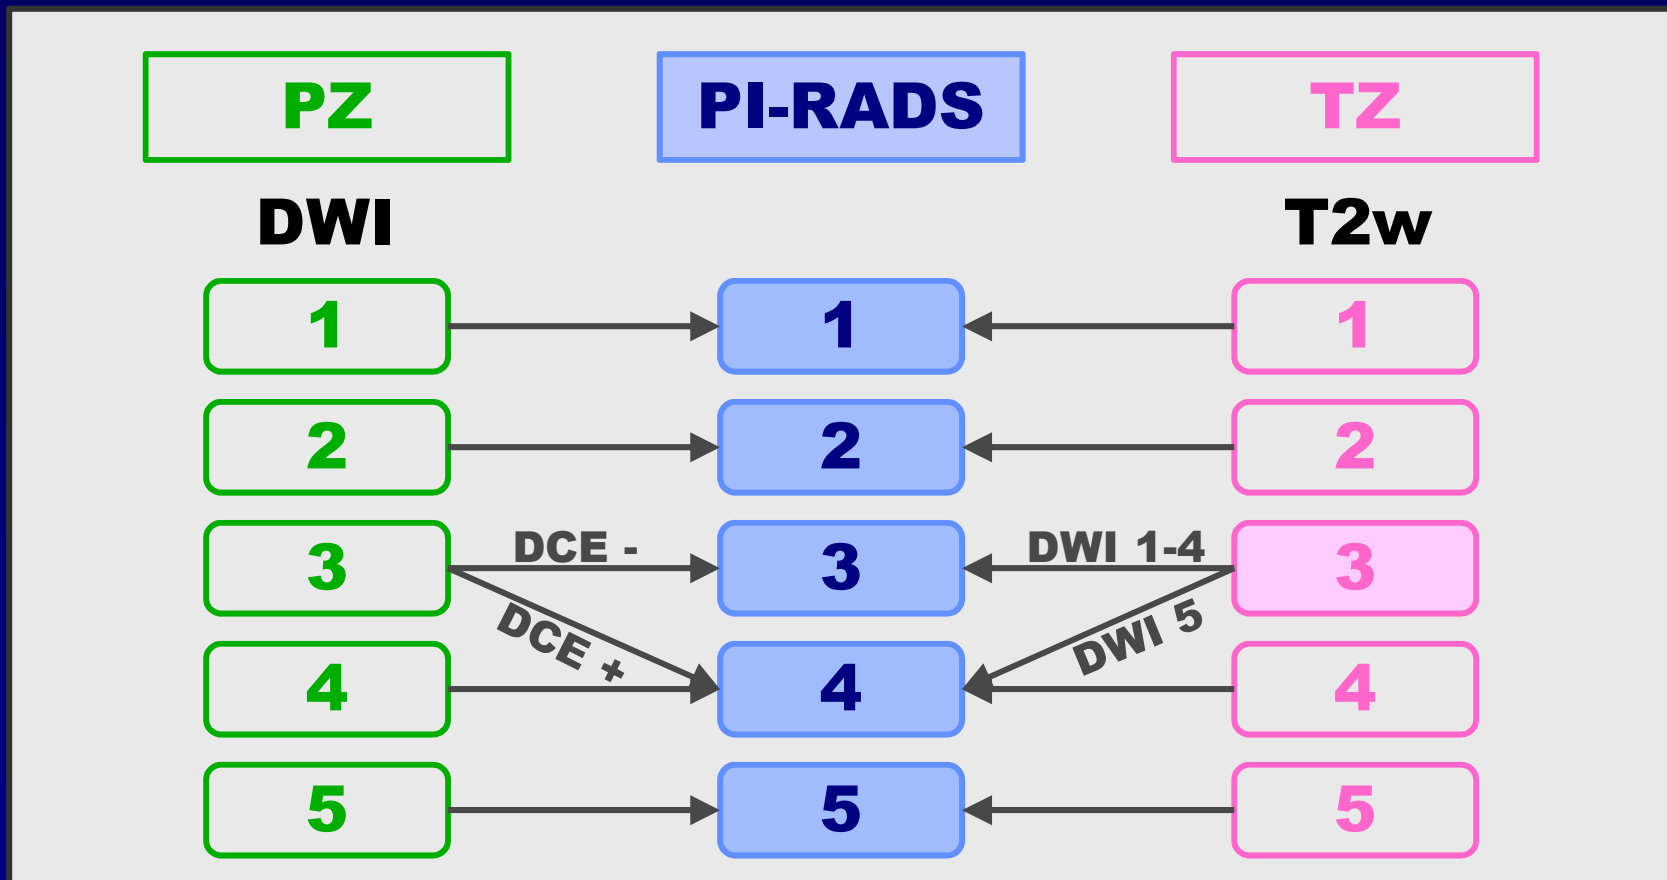 PZ PI-RADS TZ
DWI T2w
1 1 1
2 2 2
DCE - DWI 1-4
3 3 3
DCE + DWI 5
4 4 4
5 5 5